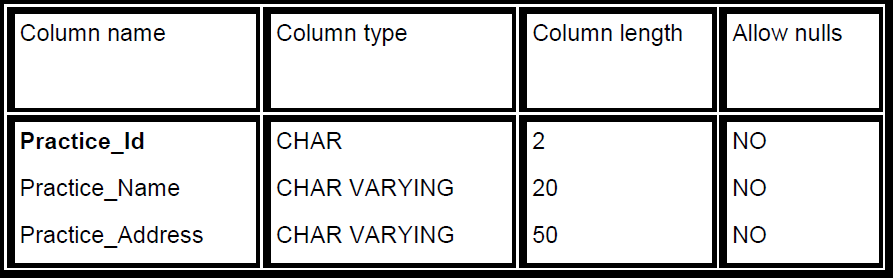 Column name Column type Column length Allow nulls
Practice_Id CHAR 2 NO
Practice_Name CHAR VARYING 20 NO
Practice_Address CHAR VARYING 50 NO